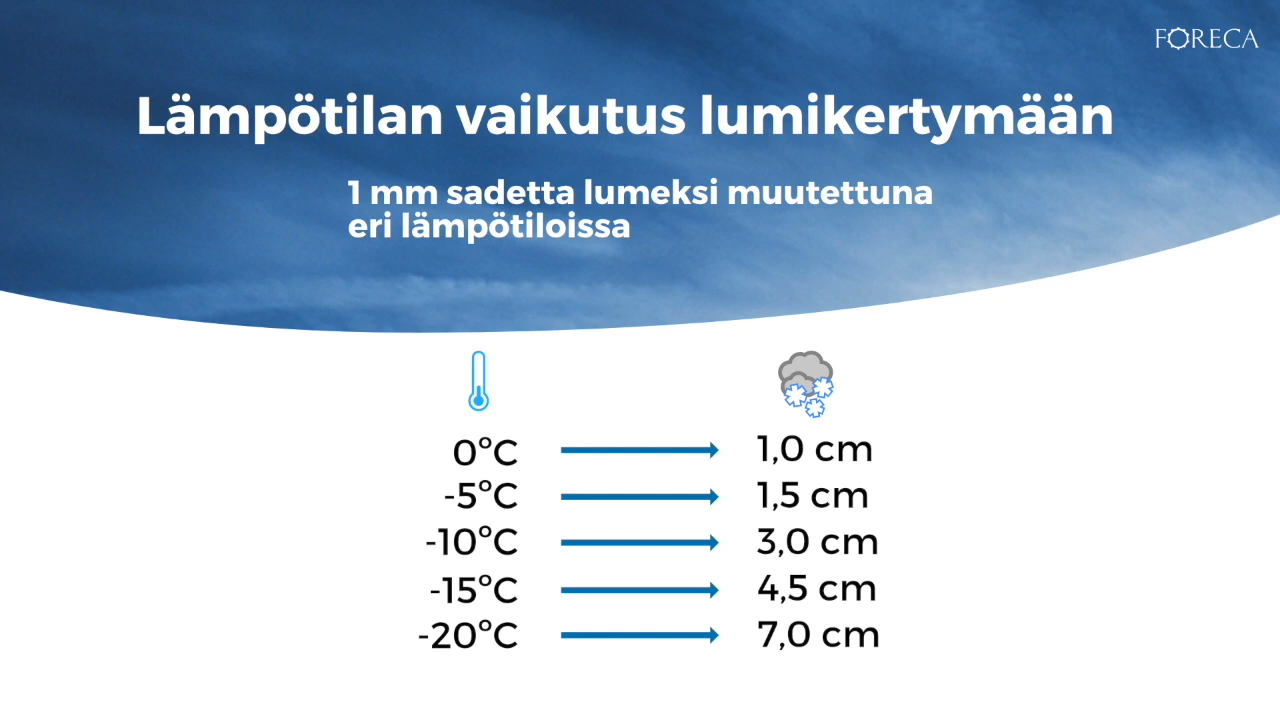 FORECA
Lämpötilan vaikutus lumikertymään
1 mm sadetta lumeksi muutettuna
eri lämpötiloissa
0°C 1,0 cm
-5°C 1,5 cm
-10°C 3,0 cm
-15°C 4,5 cm
-20°C 7,0 cm